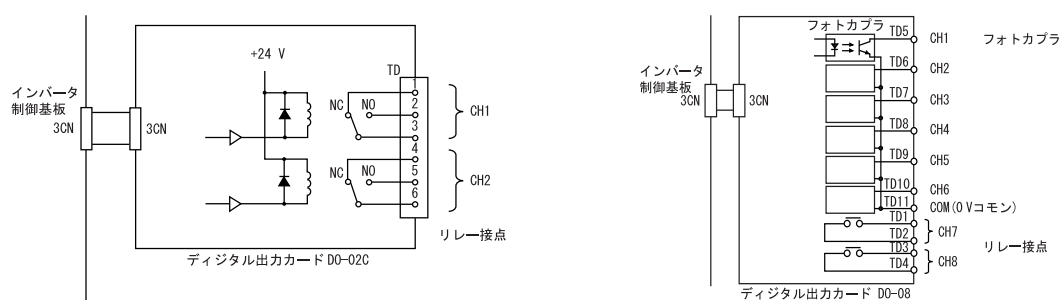 +24 V
TD
インバータ
制御基板
3CN
3CN
NC
NO
1
2
3
CH1
NC
NO
4
5
6
CH2
リレー接点
ディジタル出力カード DO-02C
フォトカプラ
TD5
CH1
フォトカプラ
インバータ
制御基板
3CN
3CN
TD6
CH2
TD7
CH3
TD8
CH4
TD9
CH5
TD10
CH6
TD11
COM(0 Vコモン)
TD1
TD2
CH7
TD3
TD4
CH8
リレー接点
ディジタル出力カード DO-08